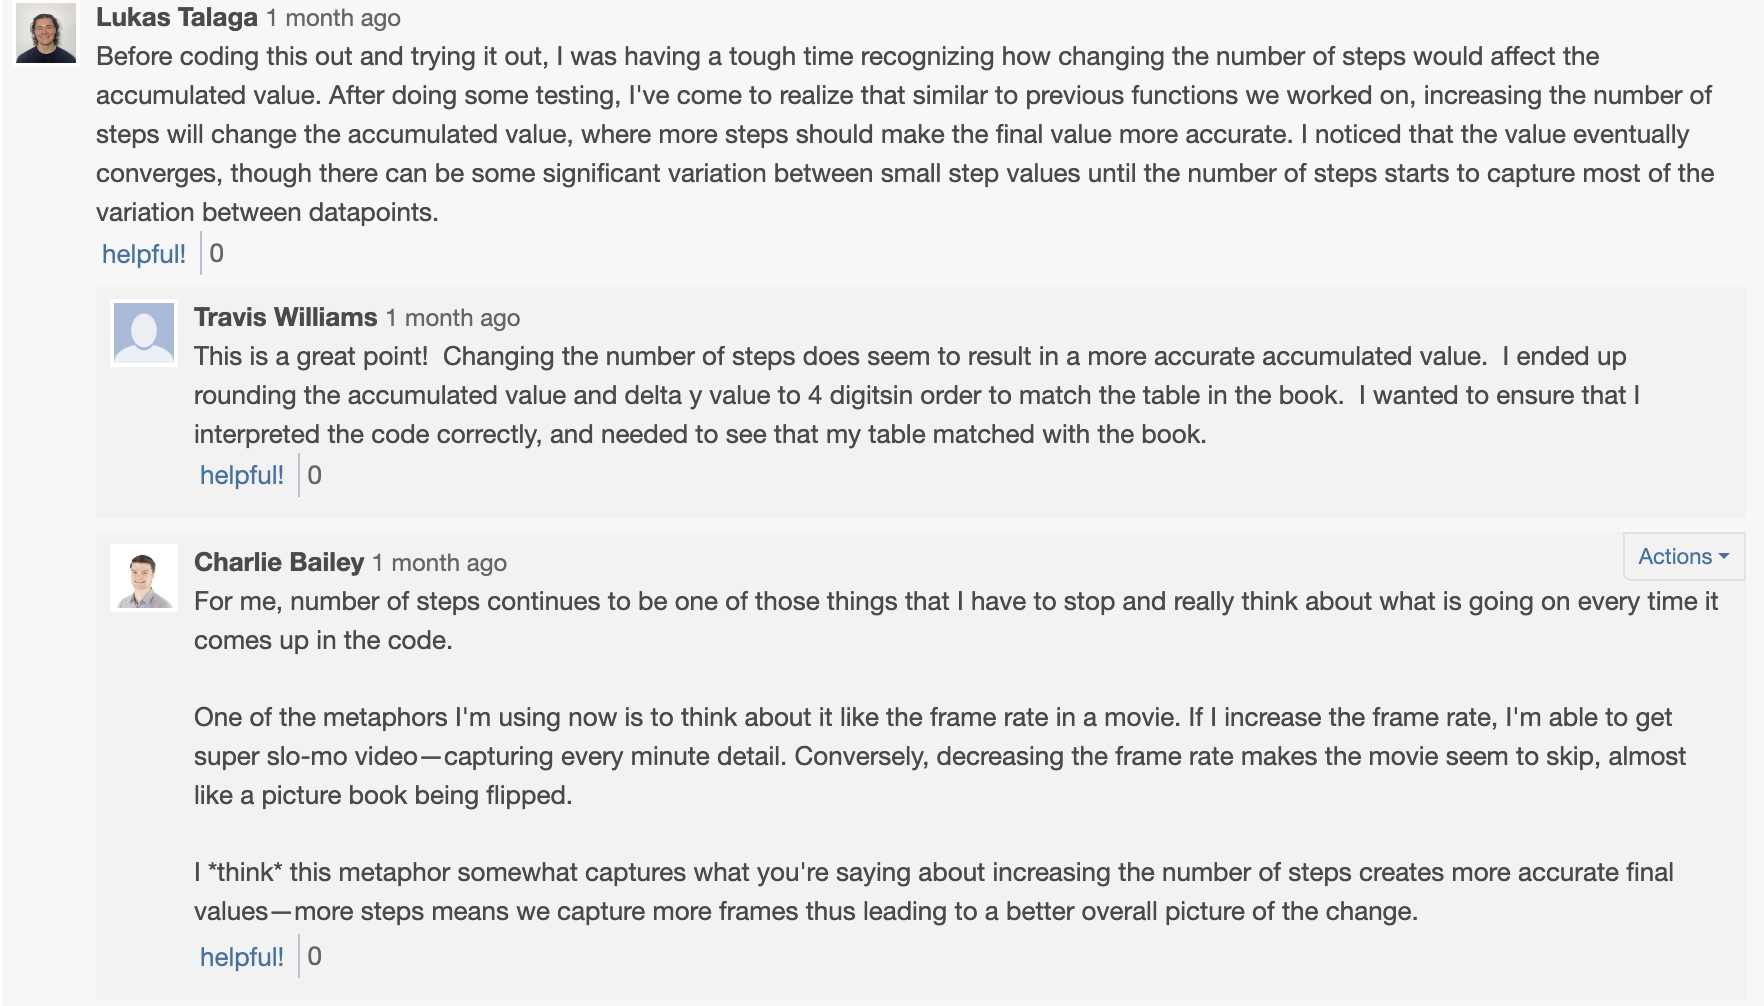 Lukas Talaga 1 month ago
Before coding this out and trying it out, I was having a tough time recognizing how changing the number of steps would affect the
accumulated value. After doing some testing, I've come to realize that similar to previous functions we worked on, increasing the number of
steps will change the accumulated value, where more steps should make the final value more accurate. I noticed that the value eventually
converges, though there can be some significant variation between small step values until the number of steps starts to capture most of the
variation between datapoints.
helpful! 0
Travis Williams 1 month ago
This is a great point!  Changing the number of steps does seem to result in a more accurate accumulated value.  I ended up
rounding the accumulated value and delta y value to 4 digitsin order to match the table in the book.  I wanted to ensure that I
interpreted the code correctly, and needed to see that my table matched with the book.
helpful! 0
Charlie Bailey 1 month ago
Actions
For me, number of steps continues to be one of those things that I have to stop and really think about what is going on every time it
comes up in the code.
One of the metaphors I'm using now is to think about it like the frame rate in a movie. If I increase the frame rate, I'm able to get
super slo-mo video—capturing every minute detail. Conversely, decreasing the frame rate makes the movie seem to skip, almost
like a picture book being flipped.
I *think* this metaphor somewhat captures what you're saying about increasing the number of steps creates more accurate final
values—more steps means we capture more frames thus leading to a better overall picture of the change.
helpful! 0